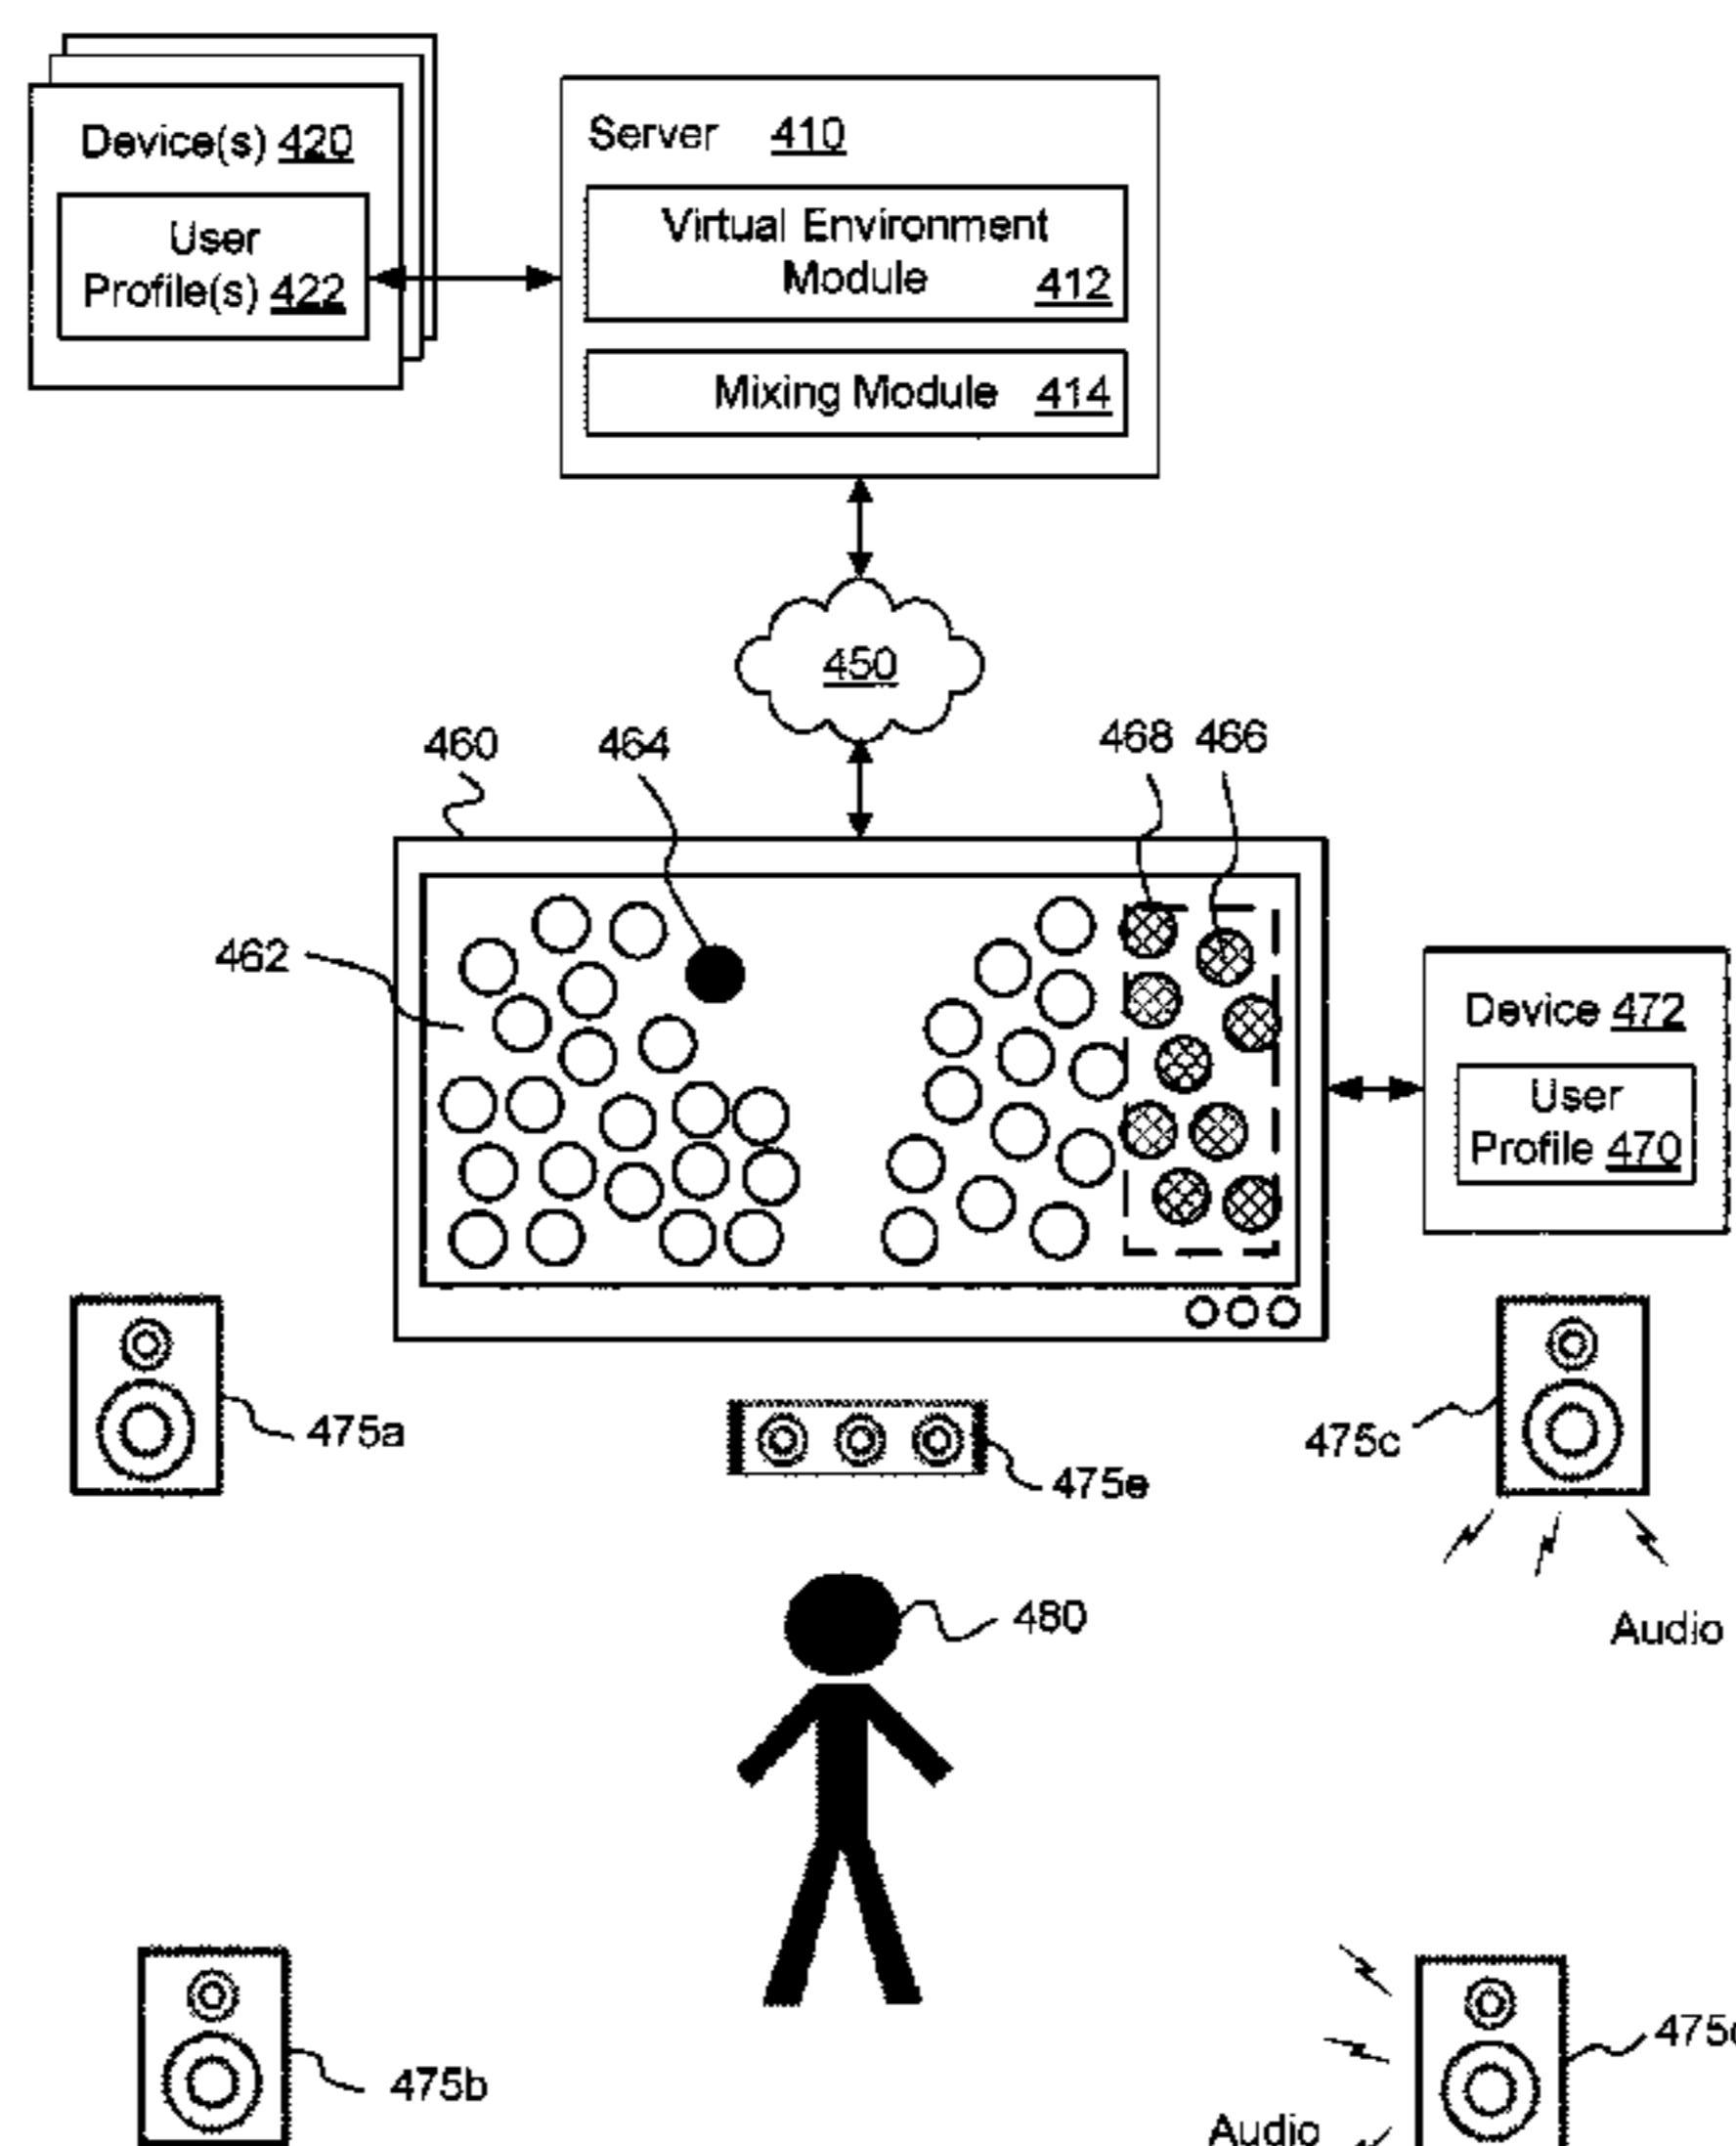 Device(s) 420
User
Profile(s) 422
Server 410
Virtual Environment
Module 412
Mixing Module 414
450
460
464
468 466
462
Device 472
User
Profile 470
475a
475e
475c
Audio
480
475b
Audio